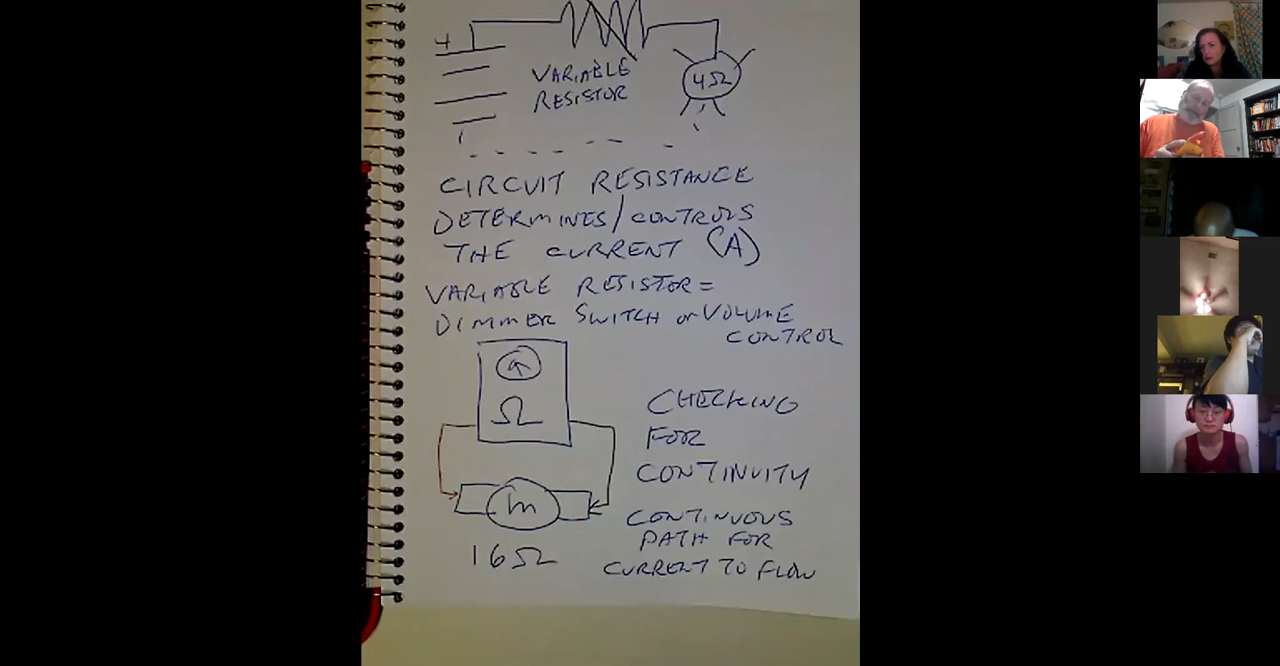 VARIABLE
RESISTOR
4Ω
CIRCUIT RESISTANCE
DETERMINES/CONTROLS
THE CURRENT (A)
VARIABLE RESISTOR =
DIMMER SWITCH or VOLUME
CONTROL
Ω
CHECKING
FOR
CONTINUITY
m
16Ω
CONTINUOUS
PATH FOR
CURRENT TO FLOW